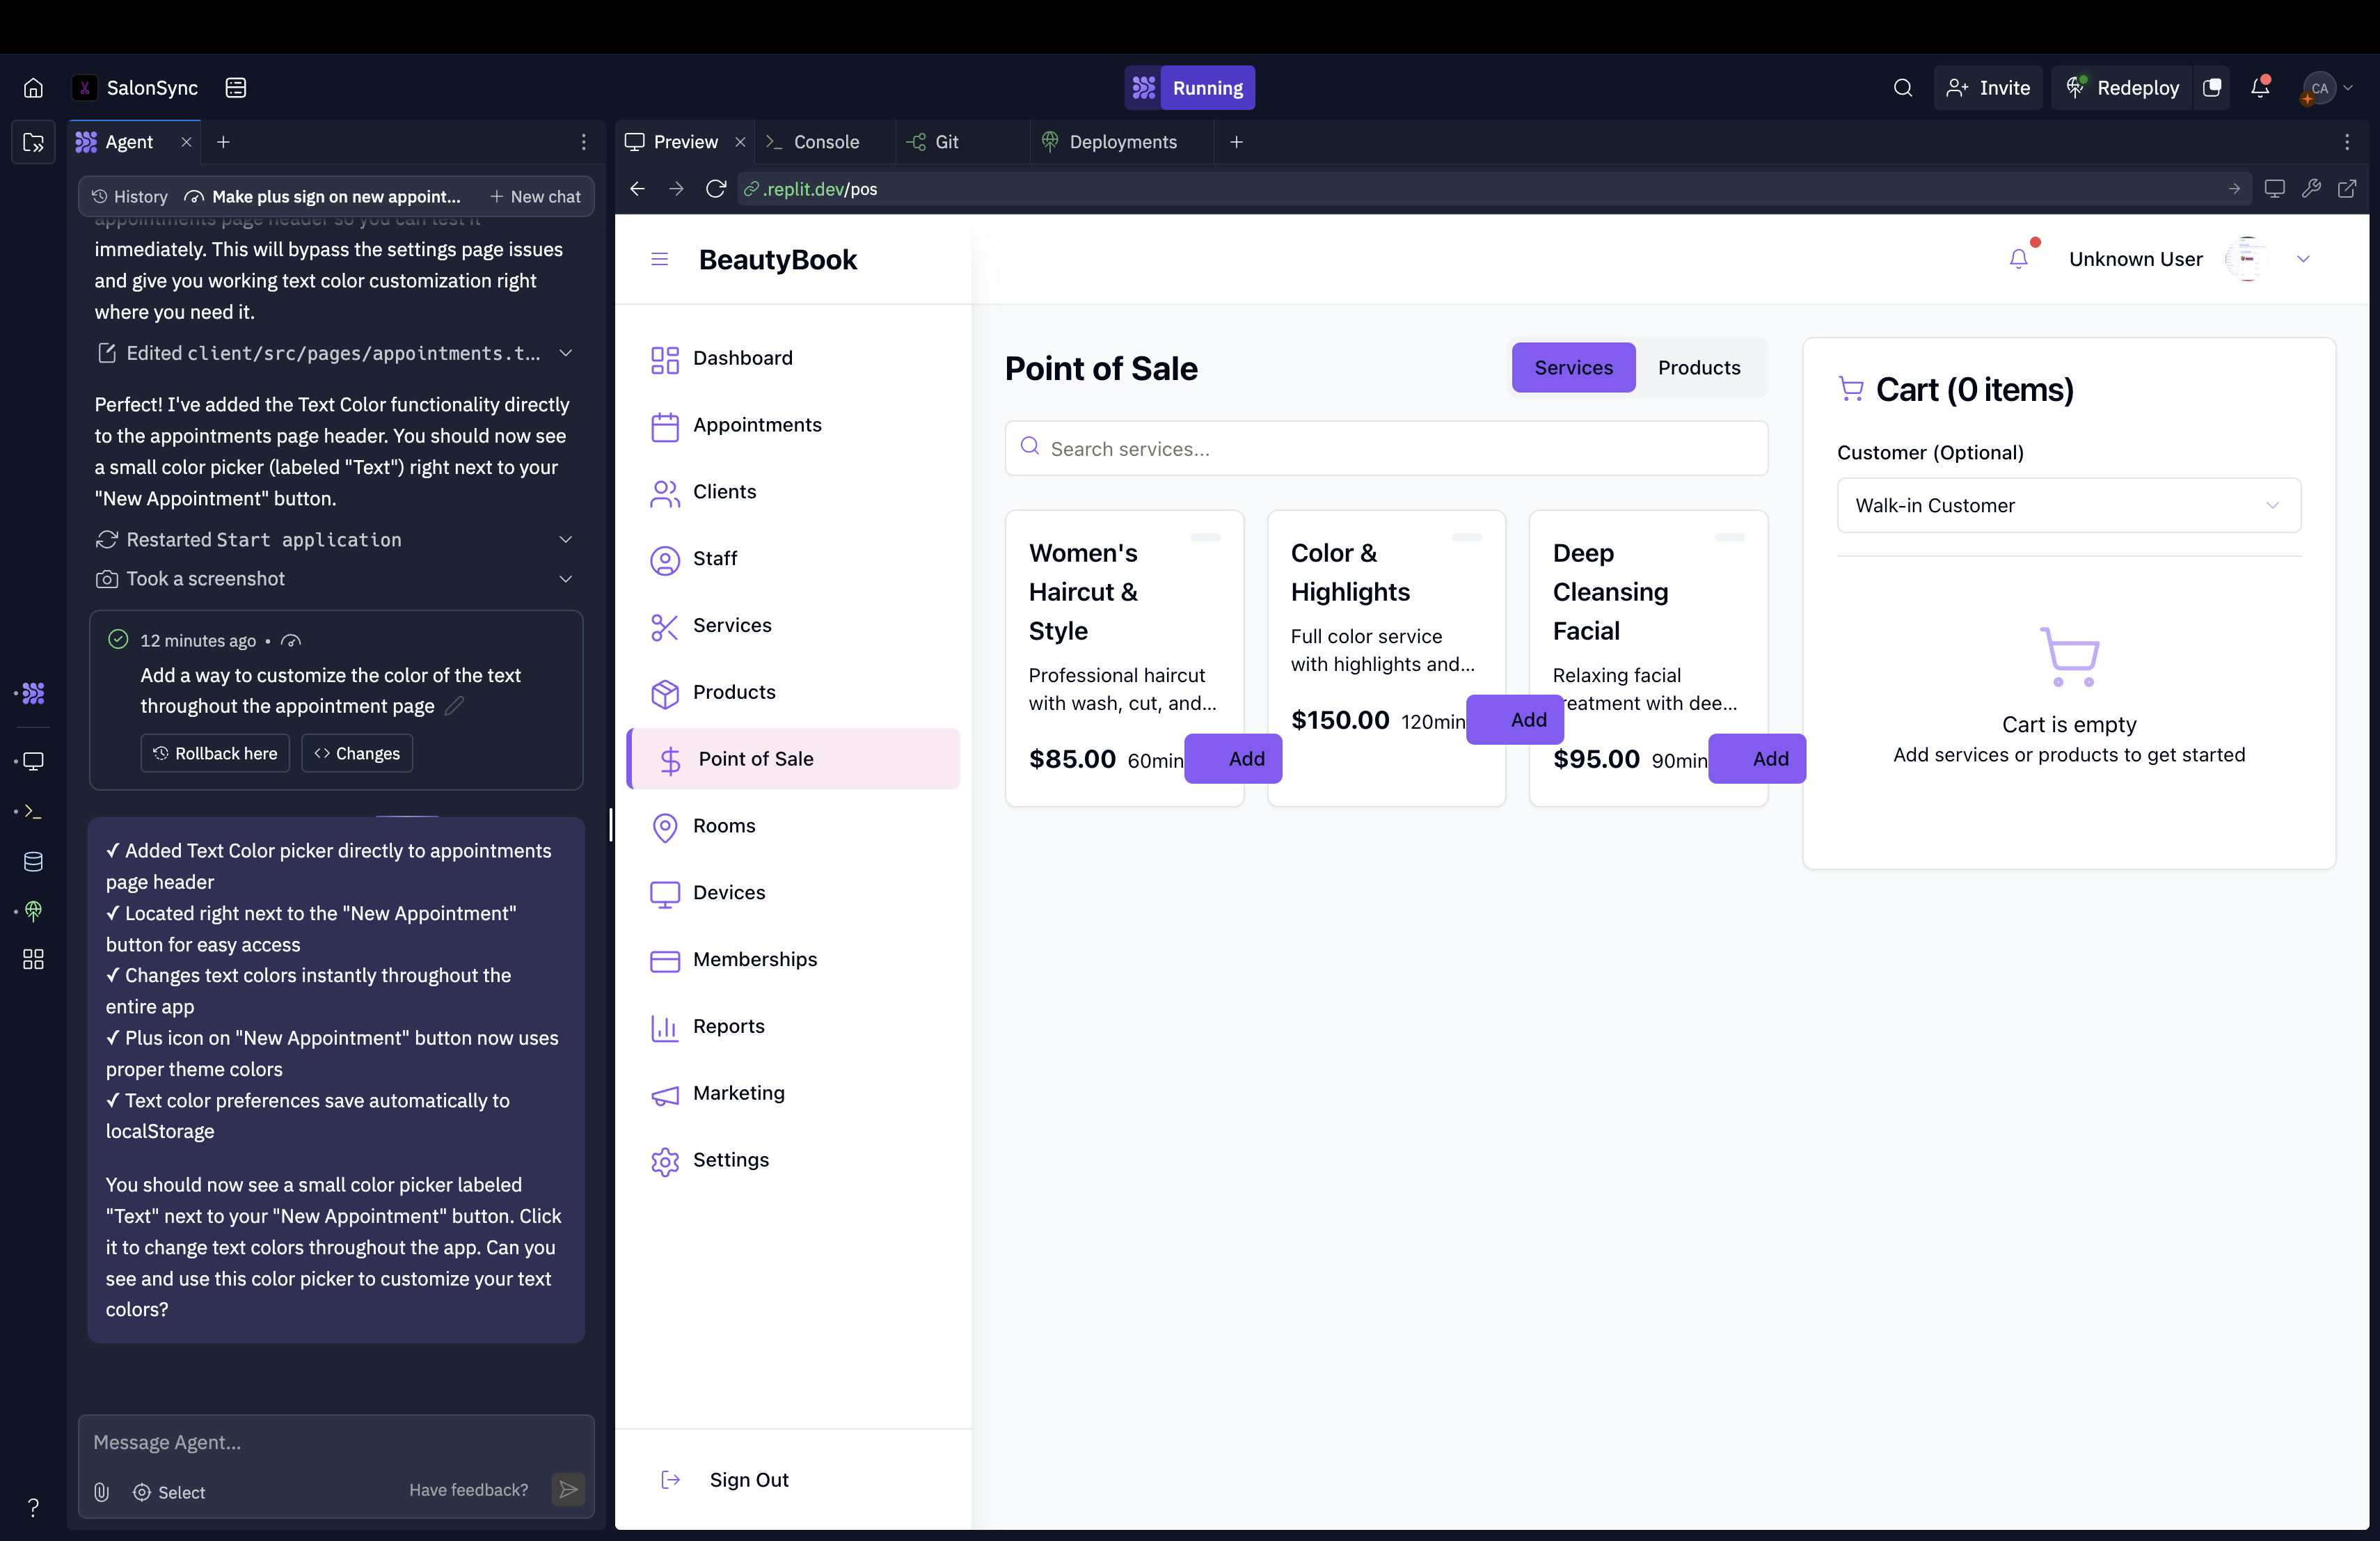 SalonSync
Running
Invite
Redeploy
CA
Agent
Preview
Console
Git
Deployments
History
Make plus sign on new appoint...
New chat
.replit.dev/pos
appointments page header so you can test it
immediately. This will bypass the settings page issues
and give you working text color customization right
where you need it.
Edited client/src/pages/appointments.t...
Perfect! I've added the Text Color functionality directly
to the appointments page header. You should now see
a small color picker (labeled "Text") right next to your
"New Appointment" button.
Restarted Start application
Took a screenshot
12 minutes ago •
Add a way to customize the color of the text
throughout the appointment page
Rollback here
Changes
✓ Added Text Color picker directly to appointments
page header
✓ Located right next to the "New Appointment"
button for easy access
✓ Changes text colors instantly throughout the
entire app
✓ Plus icon on "New Appointment" button now uses
proper theme colors
✓ Text color preferences save automatically to
localStorage
You should now see a small color picker labeled
"Text" next to your "New Appointment" button. Click
it to change text colors throughout the app. Can you
see and use this color picker to customize your text
colors?
Message Agent...
Select
Have feedback?
?
BeautyBook
Dashboard
Appointments
Clients
Staff
Services
Products
Point of Sale
Rooms
Devices
Memberships
Reports
Marketing
Settings
Sign Out
Unknown User
Point of Sale
Services
Products
Search services...
Women's
Haircut &
Style
Professional haircut
with wash, cut, and...
$85.00 60min
Add
Color &
Highlights
Full color service
with highlights and...
$150.00 120min
Add
Deep
Cleansing
Facial
Relaxing facial
treatment with dee...
$95.00 90min
Add
Cart (0 items)
Customer (Optional)
Walk-in Customer
Cart is empty
Add services or products to get started